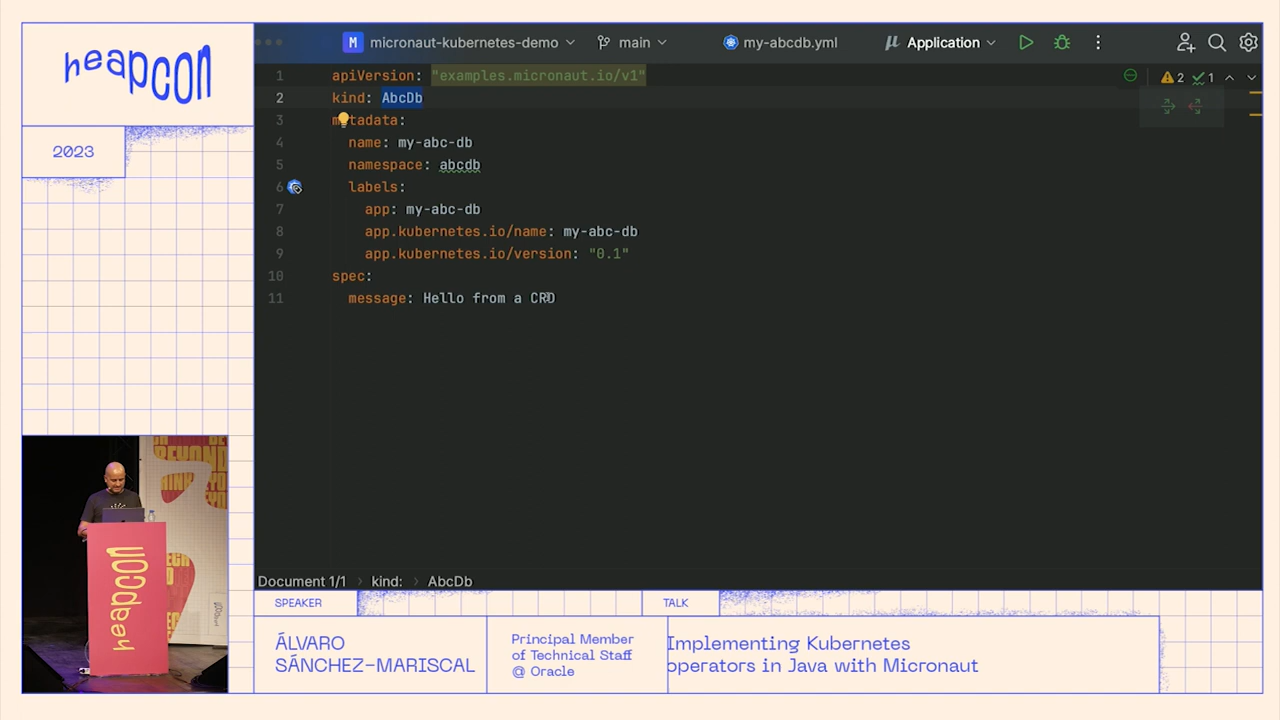 heapcon
2023
M micronaut-kubernetes-demo
main
my-abcdb.yml
μ Application
1 apiVersion: "examples.micronaut.io/v1"
2 kind: AbcDb
3 metadata:
4 name: my-abc-db
5 namespace: abcdb
6 labels:
7 app: my-abc-db
8 app.kubernetes.io/name: my-abc-db
9 app.kubernetes.io/version: "0.1"
10 spec:
11 message: Hello from a CRD
2 1
Document 1/1 > kind: > AbcDb
heapcon
SPEAKER
ÁLVARO
SÁNCHEZ-MARISCAL
Principal Member
of Technical Staff
@ Oracle
TALK
Implementing Kubernetes
operators in Java with Micronaut